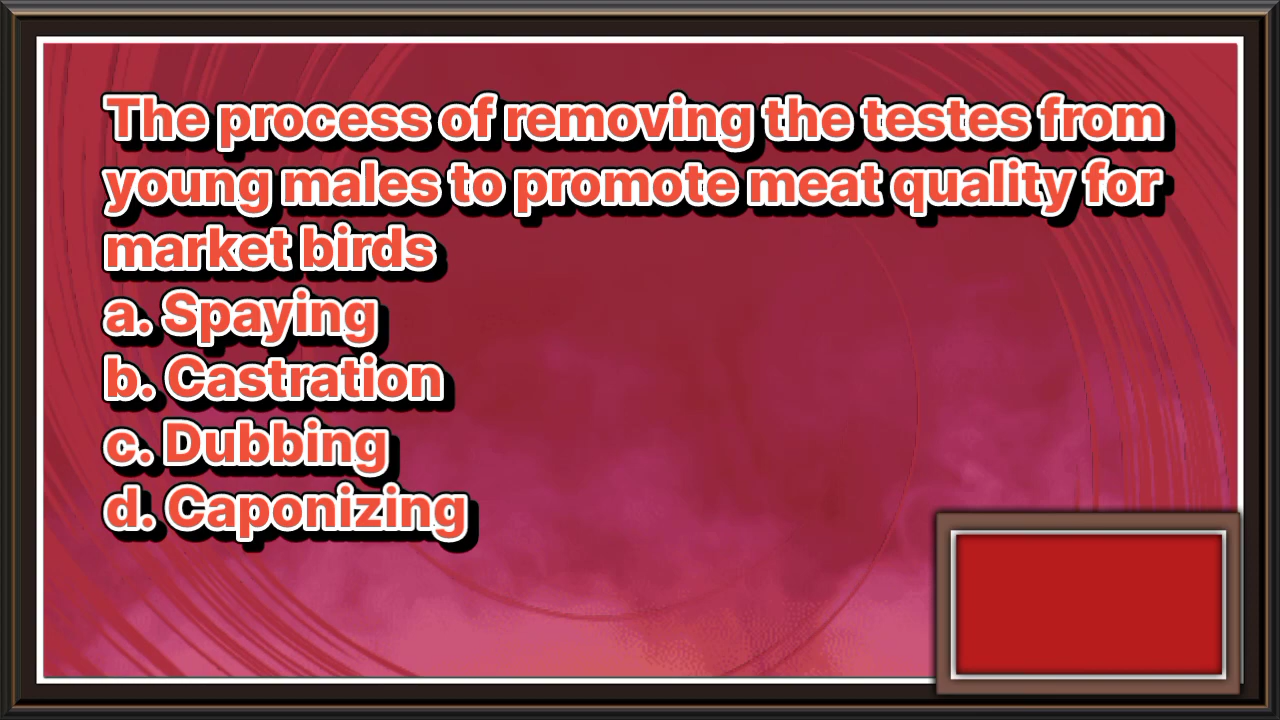 The process of removing the testes from
young males to promote meat quality for
market birds
a. Spaying
b. Castration
c. Dubbing
d. Caponizing